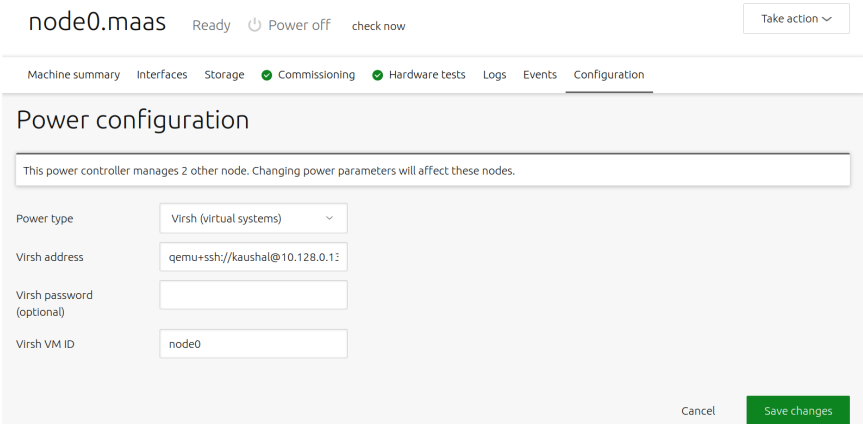 node0.maas Ready Power off check now Take action
Machine summary Interfaces Storage Commissioning Hardware tests Logs Events Configuration
Power configuration
This power controller manages 2 other node. Changing power parameters will affect these nodes.
Power type Virsh (virtual systems)
Virsh address qemu+ssh://kaushal@10.128.0.13
Virsh password
(optional)
Virsh VM ID node0
Cancel Save changes